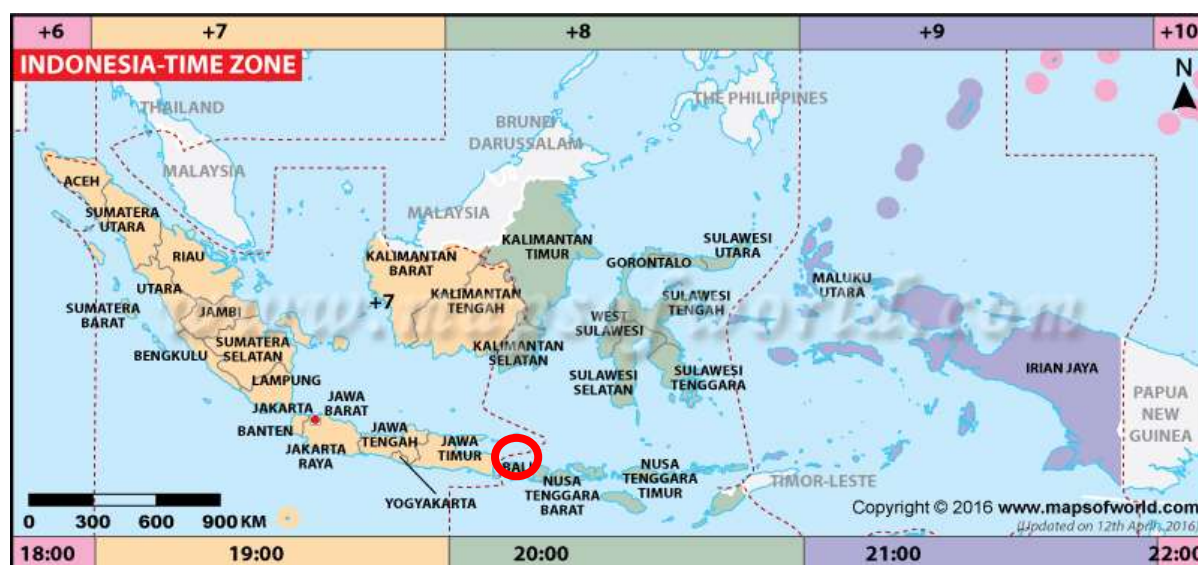 +6
+7
+8
+9
+10
INDONESIA-TIME ZONE
N
THAILAND
THE PHILIPPINES
BRUNEI
DARUSSALAM
MALAYSIA
ACEH
MALAYSIA
SUMATERA
UTARA
KALIMANTAN
TIMUR
SULAWESI
UTARA
RIAU
KALIMANTAN
BARAT
GORONTALO
UTARA
MALUKU
UTARA
+7
KALIMANTAN
TENGAH
SULAWESI
TENGAH
SUMATERA
BARAT
JAMBI
WEST
SULAWESI
www.mapsofworld.com
BENGKULU
SUMATERA
SELATAN
KALIMANTAN
SELATAN
SULAWESI
SELATAN
SULAWESI
TENGGARA
IRIAN JAYA
LAMPUNG
PAPUA
NEW
GUINEA
JAKARTA
JAWA
BARAT
BANTEN
JAWA
TENGAH
JAWA
TIMUR
JAKARTA
RAYA
BALI
NUSA
TENGGARA
BARAT
NUSA
TENGGARA
TIMUR
TIMOR-LESTE
YOGYAKARTA
0 300 600 900 KM
Copyright © 2016 www.mapsofworld.com
(Updated on 12th April, 2016)
18:00
19:00
20:00
21:00
22:00